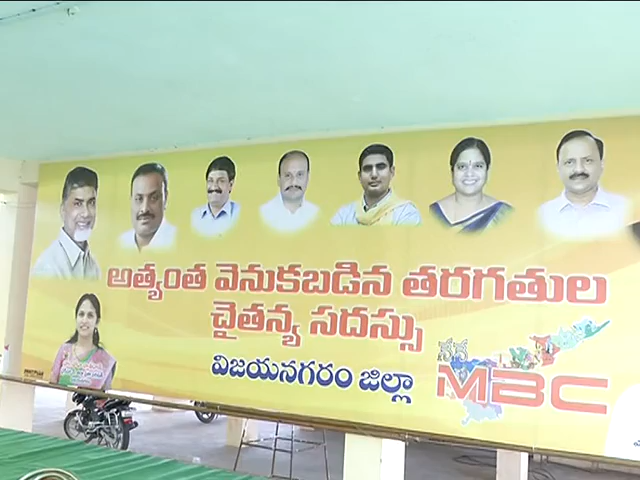 అత్యంత వెనుకబడిన తరగతుల
చైతన్య సదస్సు
విజయనగరం జిల్లా
నేను
MBC